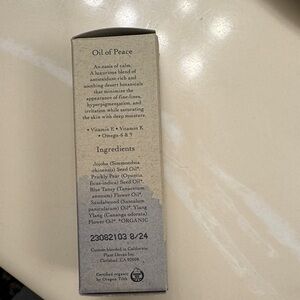 Oil of Peace
An oasis of calm.
A luxurious blend of
antioxidant-rich and
soothing desert botanicals
that minimize the
appearance of fine-lines,
hyperpigmentation, and
irritation while saturating
the skin with deep moisture.
• Vitamin E • Vitamin K
• Omega 6 & 9
Ingredients
Jojoba (Simmondsia
chinensis) Seed Oil*,
Prickly Pear (Opuntia
ficus-indica) Seed Oil*,
Blue Tansy (Tanacetum
annuum) Flower Oil*,
Sandalwood (Santalum
paniculatum) Oil*, Ylang
Ylang (Cananga odorata)
Flower Oil*. *ORGANIC
23082103 8/24
Custom blended in California
Plant Devas Inc.
Carlsbad, CA
Certified organic
by Oregon Tilth